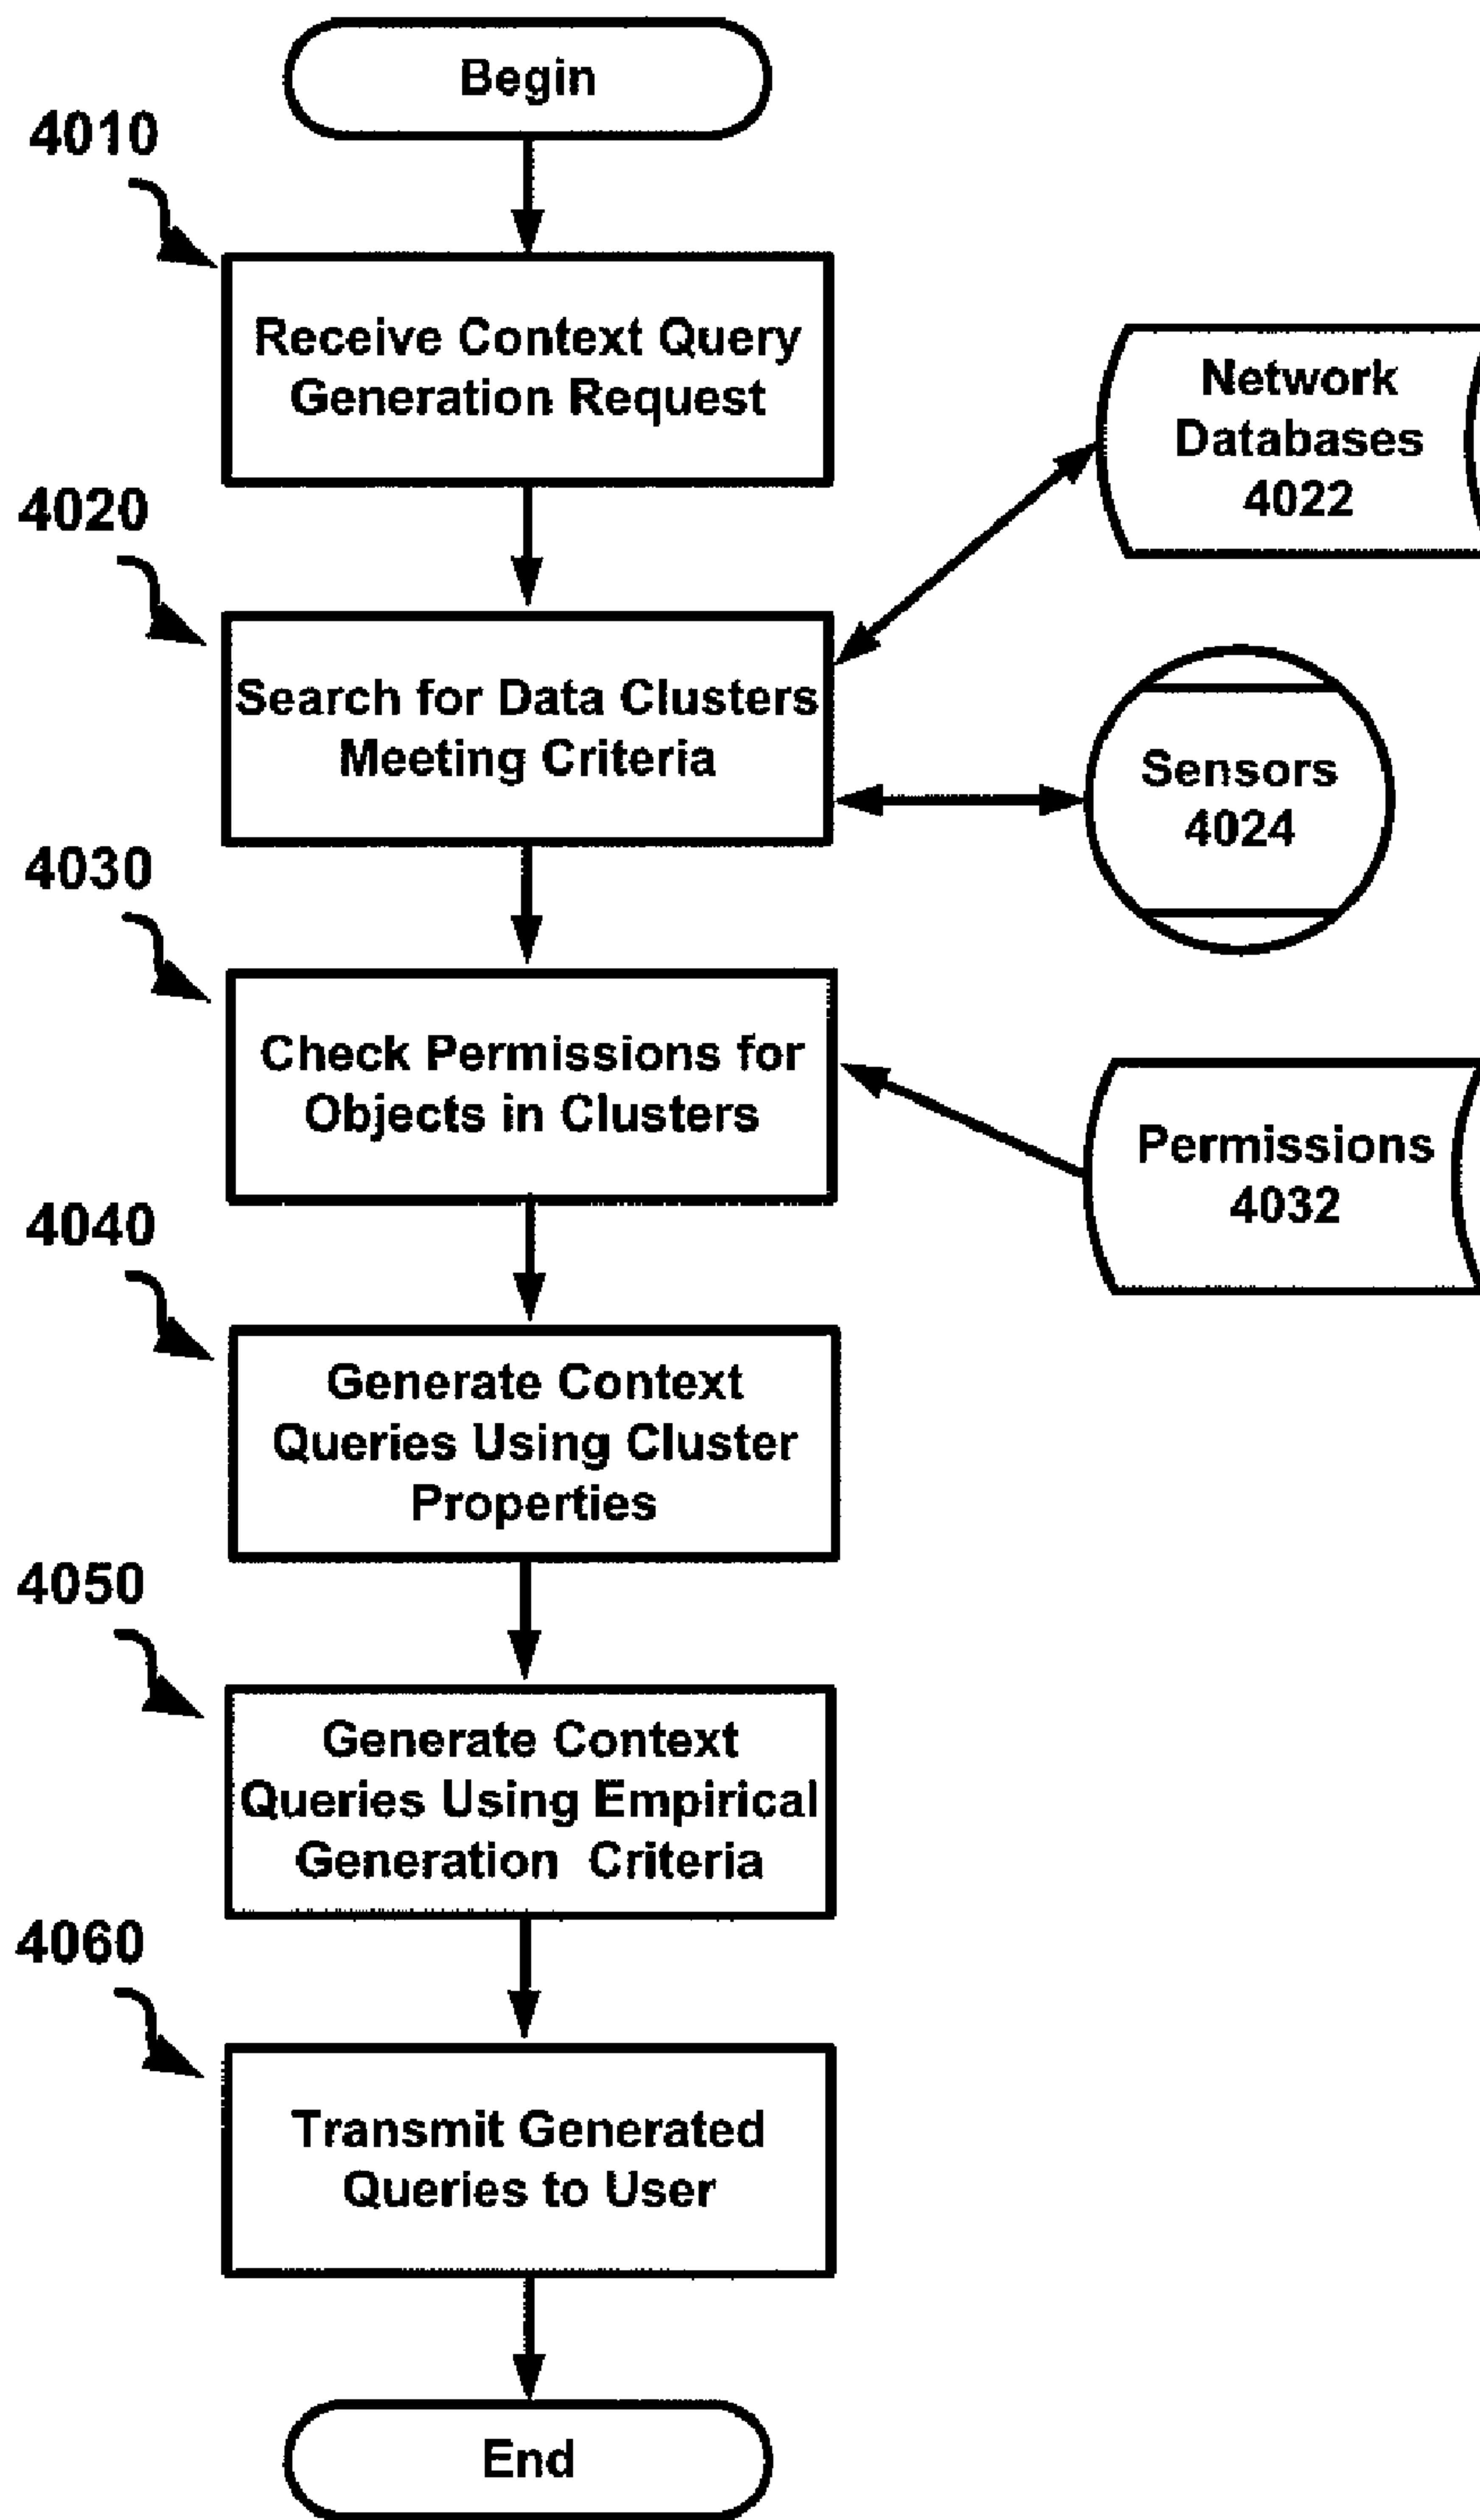 Begin
4010
Receive Context Query
Generation Request
Network
Databases
4022
4020
Search for Data Clusters
Meeting Criteria
Sensors
4024
4030
Check Permissions for
Objects in Clusters
Permissions
4032
4040
Generate Context
Queries Using Cluster
Properties
4050
Generate Context
Queries Using Empirical
Generation Criteria
4060
Transmit Generated
Queries to User
End